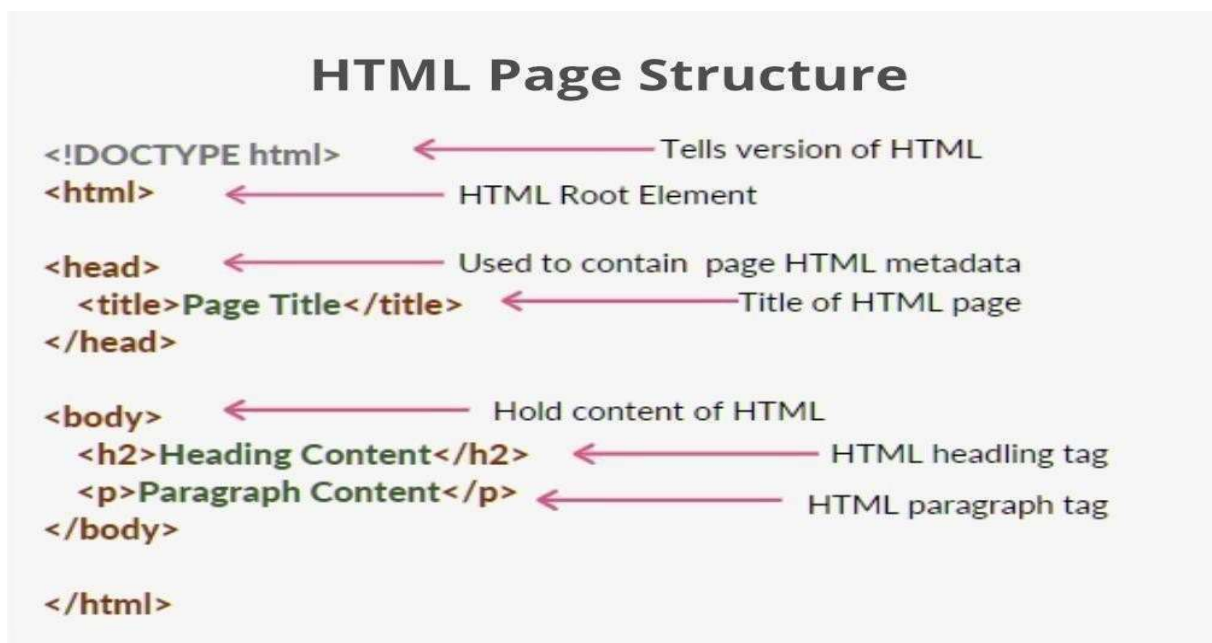 HTML Page Structure
<!DOCTYPE html> Tells version of HTML
<html> HTML Root Element
<head> Used to contain page HTML metadata
<title>Page Title</title> Title of HTML page
</head>
<body> Hold content of HTML
<h2>Heading Content</h2> HTML headling tag
<p>Paragraph Content</p> HTML paragraph tag
</body>
</html>